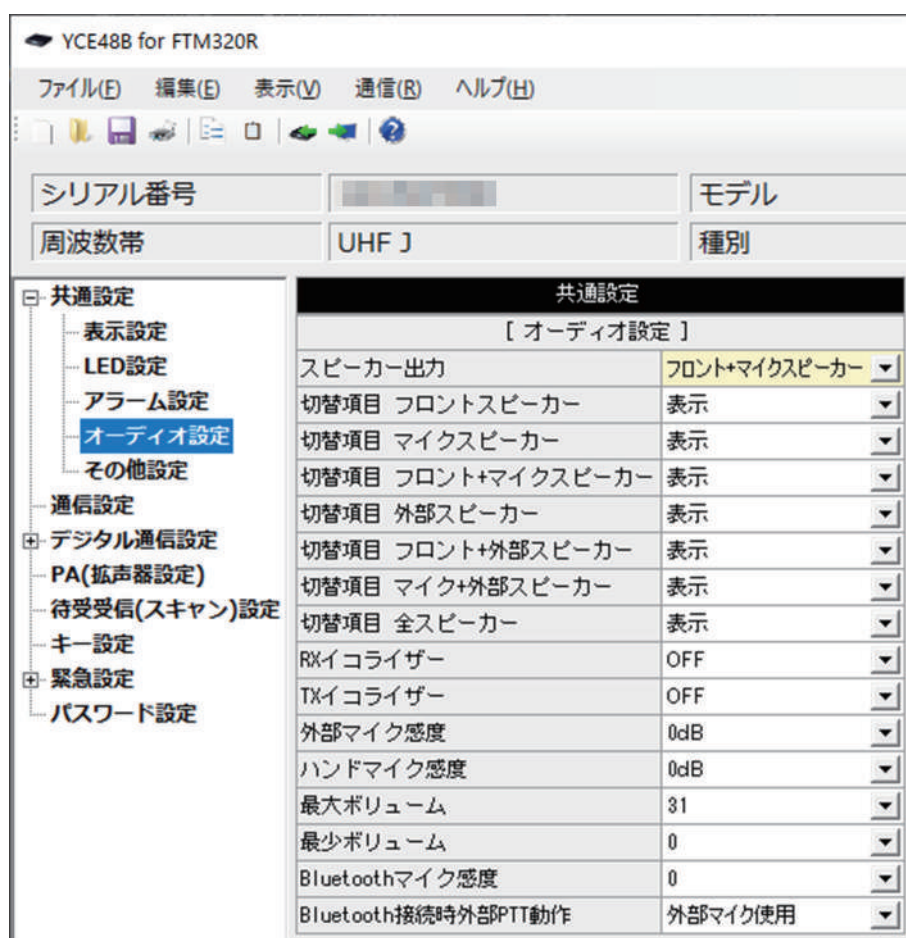 YCE48B for FTM320R
ファイル(F) 編集(E) 表示(V) 通信(R) ヘルプ(H)
シリアル番号 モデル
周波数帯 UHF J 種別
共通設定
表示設定
LED設定
アラーム設定
オーディオ設定
その他設定
通信設定
デジタル通信設定
PA(拡声器設定)
待受受信(スキャン)設定
キー設定
緊急設定
パスワード設定
共通設定
[ オーディオ設定 ]
スピーカー出力 フロント+マイクスピーカー
切替項目 フロントスピーカー 表示
切替項目 マイクスピーカー 表示
切替項目 フロント+マイクスピーカー 表示
切替項目 外部スピーカー 表示
切替項目 フロント+外部スピーカー 表示
切替項目 マイク+外部スピーカー 表示
切替項目 全スピーカー 表示
RXイコライザー OFF
TXイコライザー OFF
外部マイク感度 0dB
ハンドマイク感度 0dB
最大ボリューム 31
最少ボリューム 0
Bluetoothマイク感度 0
Bluetooth接続時外部PTT動作 外部マイク使用